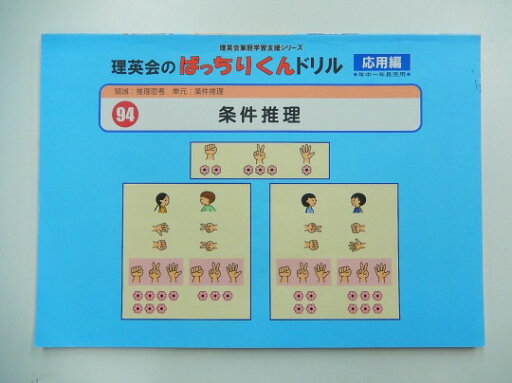 理英会家庭学習支援シリーズ
理英会のばっちりくんドリル
応用編
●年中~年長児用●
領域:推理思考 単元:条件推理
94
条件推理